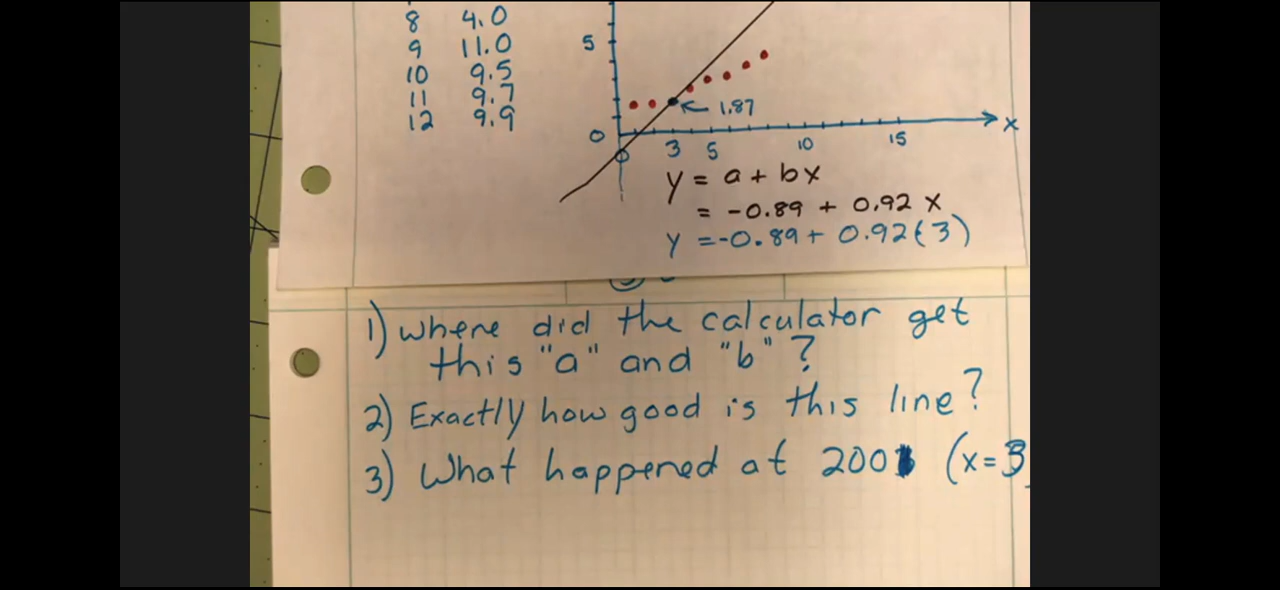 8 4.0
9 11.0
10 9.5
11 9.7
12 9.9
5
0
1.87
x
0 3 5 10 15
y = a + bx
= -0.89 + 0.92 x
y = -0.89 + 0.92(3)
1) where did the calculator get
this "a" and "b"?
2) Exactly how good is this line?
3) What happened at 200 (x=3